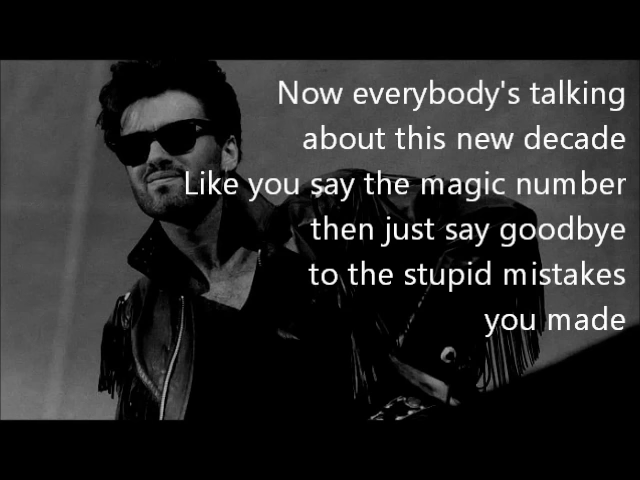 Now everybody's talking
about this new decade
Like you say the magic number
then just say goodbye
to the stupid mistakes
you made